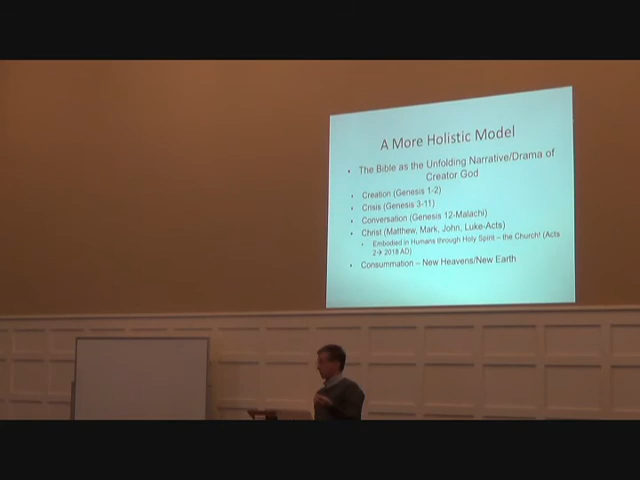 A More Holistic Model
• The Bible as the Unfolding Narrative/Drama of
Creator God
• Creation (Genesis 1-2)
• Crisis (Genesis 3-11)
• Conversation (Genesis 12-Malachi)
• Christ (Matthew, Mark, John, Luke-Acts)
• Embodied in Humans through Holy Spirit – the Church! (Acts
2→ 2018 AD)
• Consummation – New Heavens/New Earth